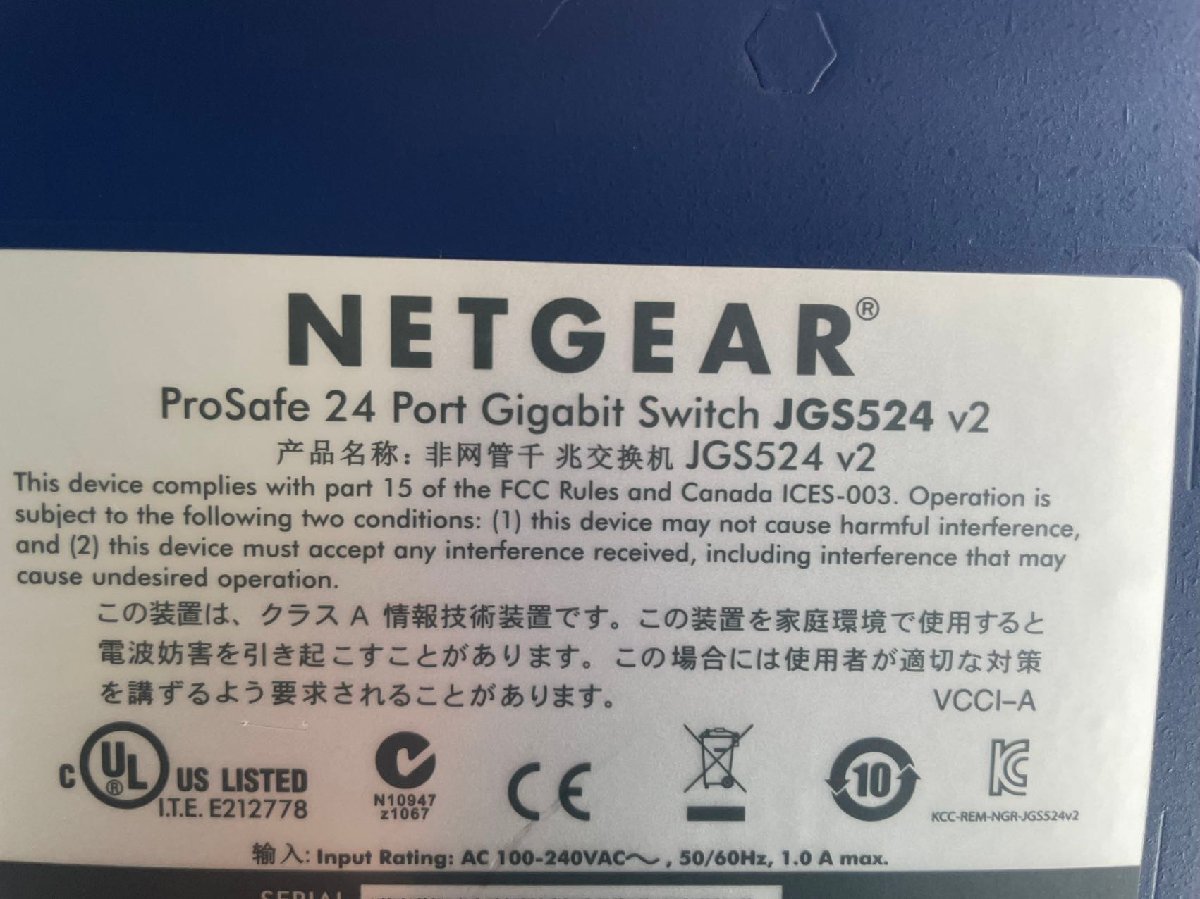 NETGEAR®
ProSafe 24 Port Gigabit Switch JGS524 v2
产品名称：非网管千 兆交换机 JGS524 v2
This device complies with part 15 of the FCC Rules and Canada ICES-003. Operation is
subject to the following two conditions: (1) this device may not cause harmful interference,
and (2) this device must accept any interference received, including interference that may
cause undesired operation.
この装置は、クラス A 情報技術装置です。この装置を家庭環境で使用すると
電波妨害を引き起こすことがあります。この場合には使用者が適切な対策
を講ずるよう要求されることがあります。 VCCI-A
C UL® US LISTED
I.T.E. E212778
N10947
z1067
CE
10
KC
KCC-REM-NGR-JGS524v2
输入: Input Rating: AC 100-240VAC～, 50/60Hz, 1.0 A max.
SERIAL